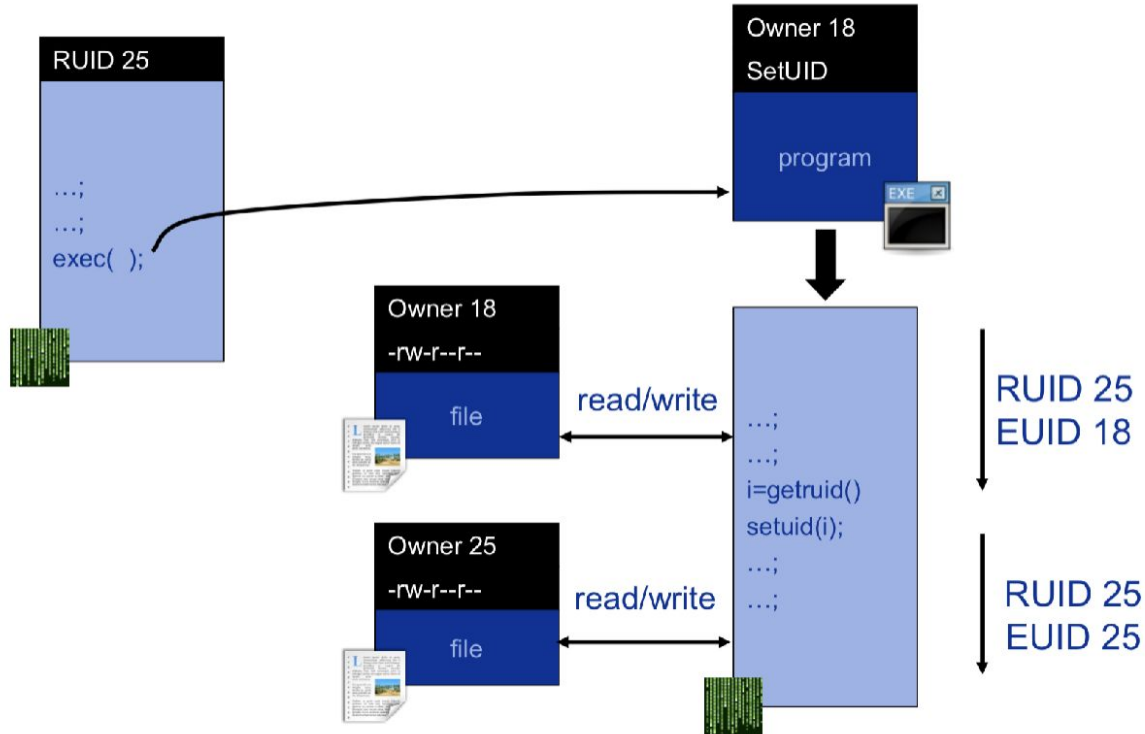 RUID 25
…;
…;
exec( );
Owner 18
SetUID
program
EXE
Owner 18
-rw-r--r--
file
read/write
…;
…;
i=getruid()
setuid(i);
…;
…;
RUID 25
EUID 18
Owner 25
-rw-r--r--
file
read/write
RUID 25
EUID 25